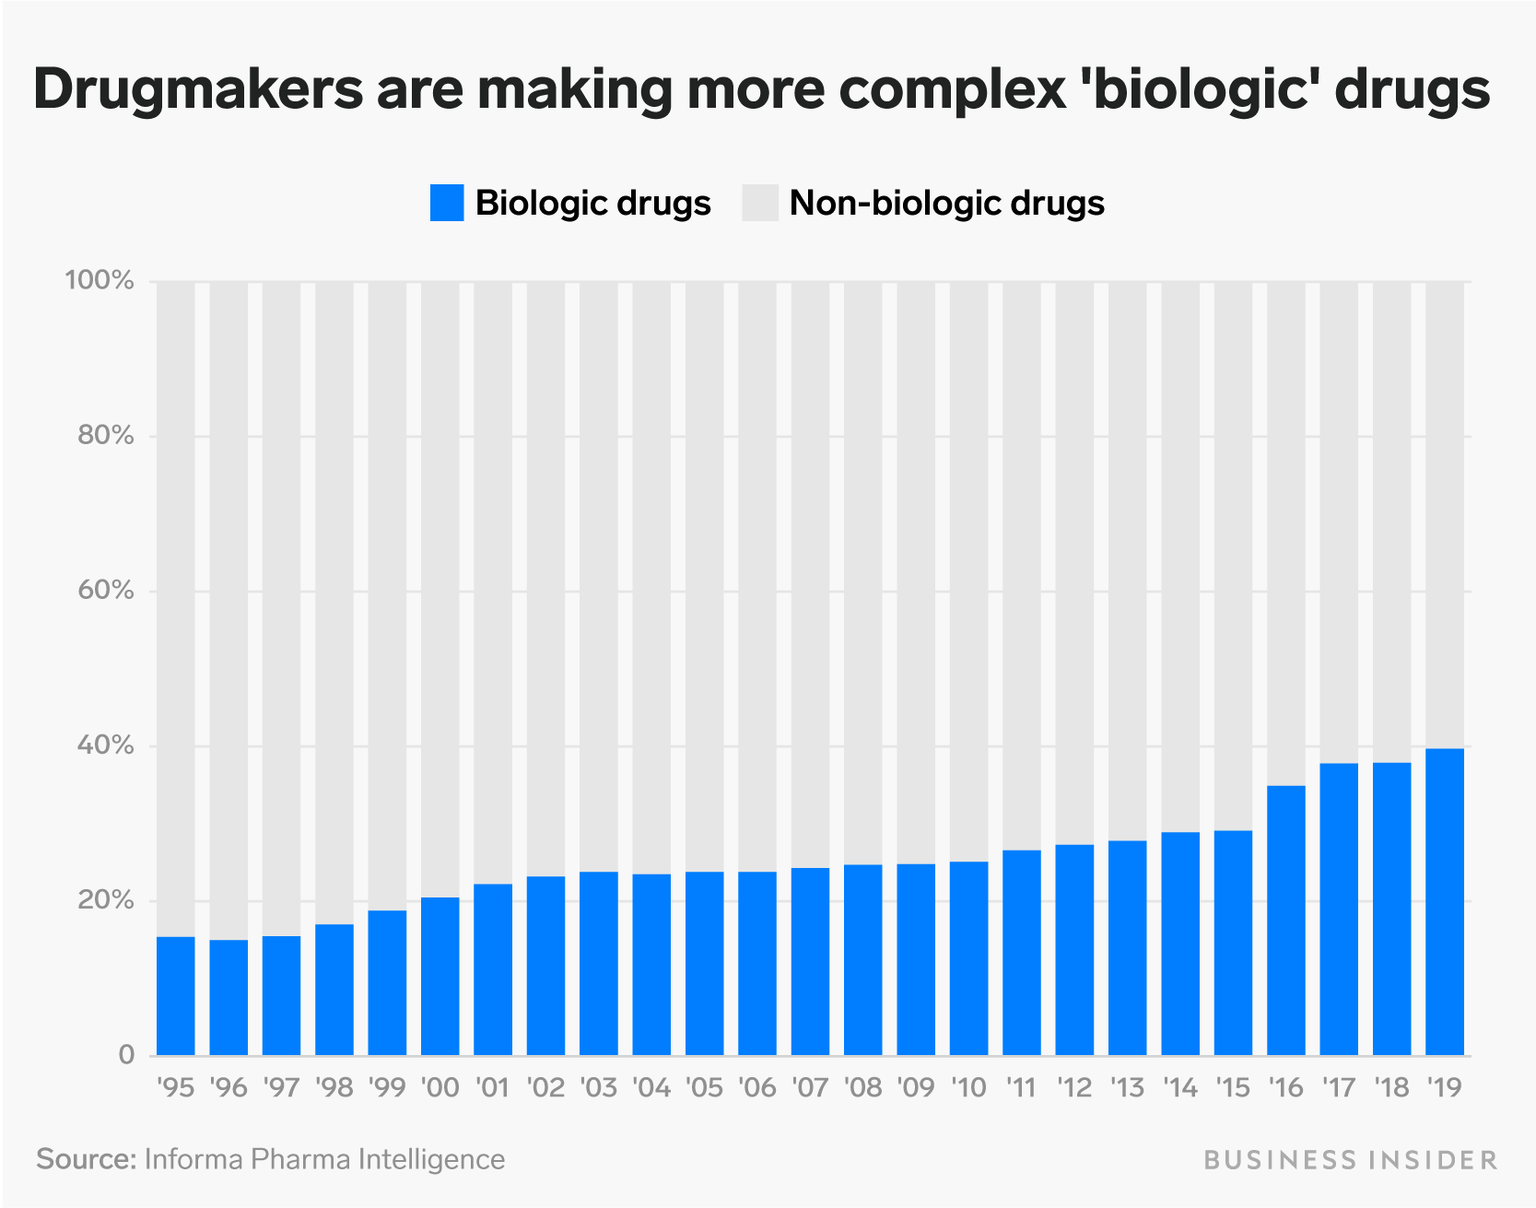 Drugmakers are making more complex 'biologic' drugs
Biologic drugs Non-biologic drugs
100%
80%
60%
40%
20%
0
'95 '96 '97 '98 '99 '00 '01 '02 '03 '04 '05 '06 '07 '08 '09 '10 '11 '12 '13 '14 '15 '16 '17 '18 '19
Source: Informa Pharma Intelligence BUSINESS INSIDER